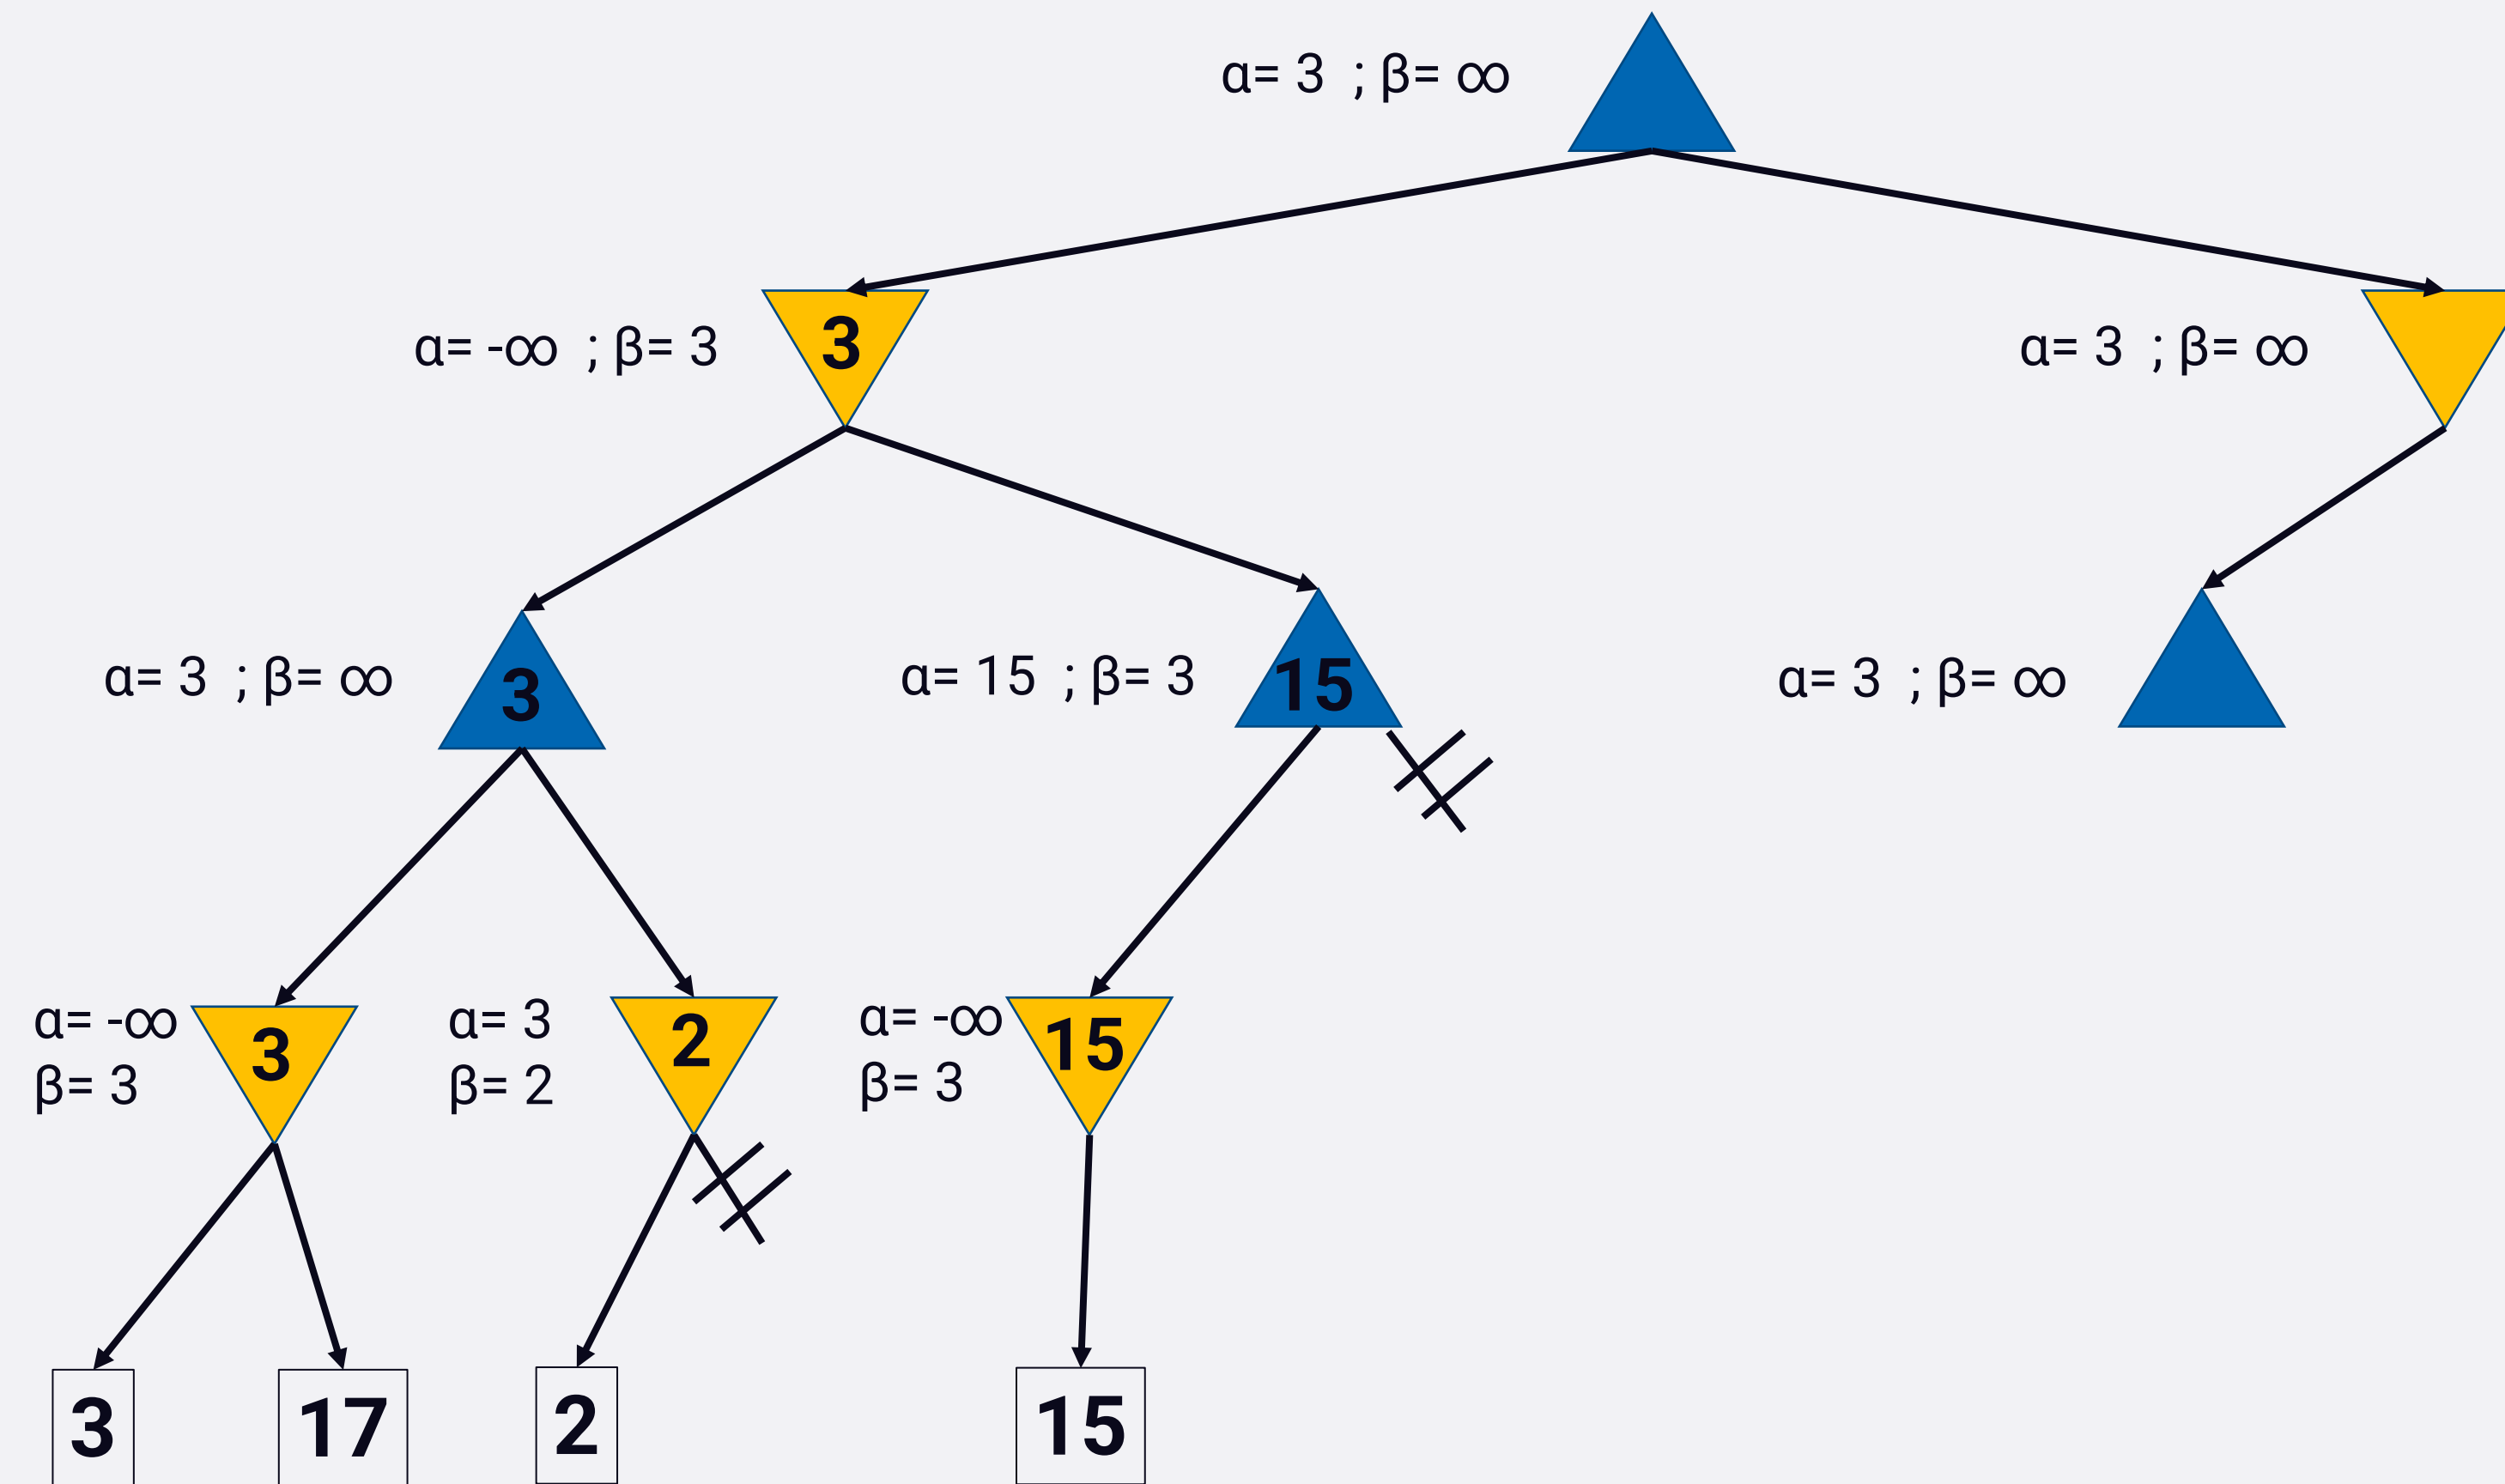 α= 3 ; β= ∞
α= -∞ ; β= 3
3
α= 3 ; β= ∞
α= 3 ; β= ∞
3
α= 15 ; β= 3
15
α= 3 ; β= ∞
α= -∞
β= 3
3
α= 3
β= 2
2
α= -∞
β= 3
15
3
17
2
15